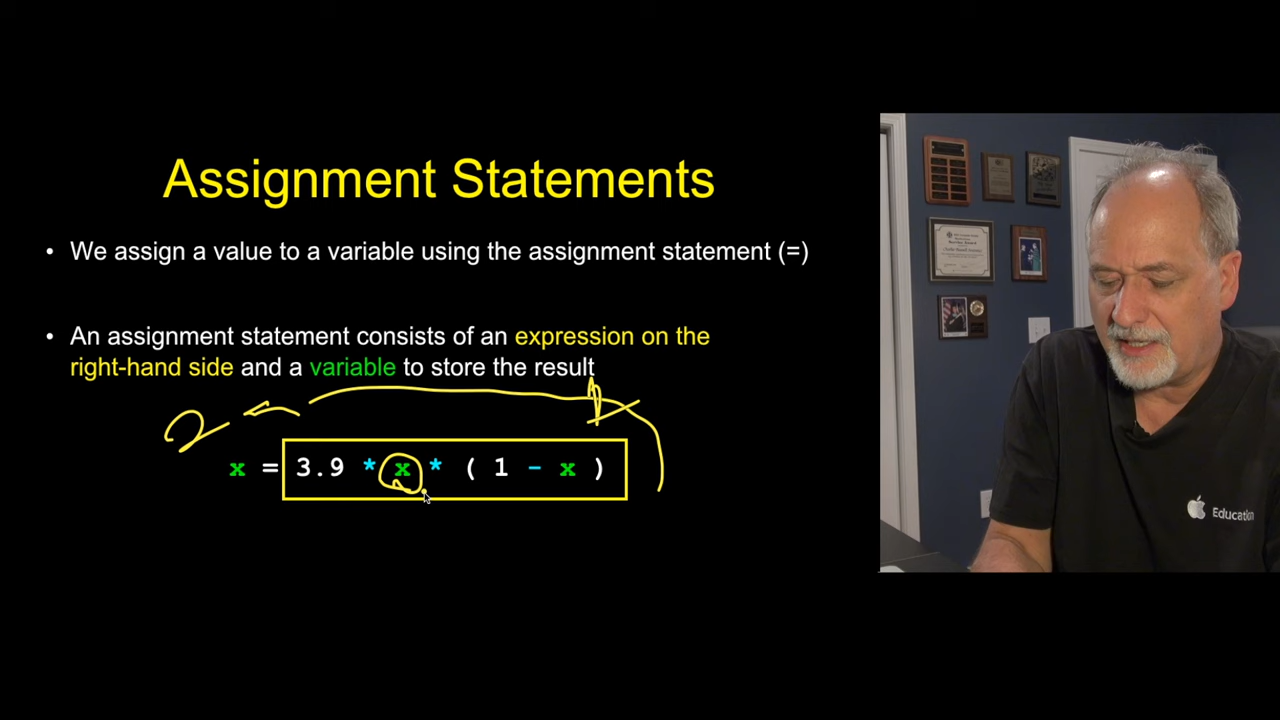 Assignment Statements
• We assign a value to a variable using the assignment statement (=)
• An assignment statement consists of an expression on the
right-hand side and a variable to store the result
2
x = 3.9 * x * ( 1 - x )
Education